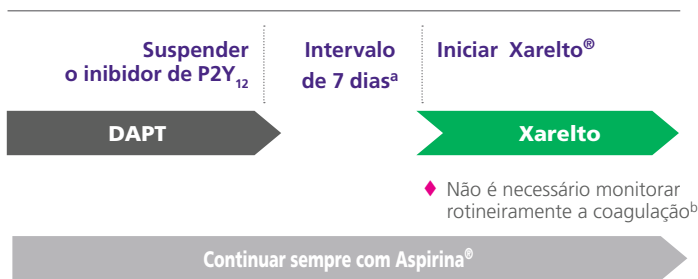 Suspender
o inibidor de P2Y₁₂
Intervalo
de 7 diasª
Iniciar Xarelto®
DAPT
Xarelto
♦ Não é necessário monitorar
rotineiramente a coagulaçãoᵇ
Continuar sempre com Aspirina®